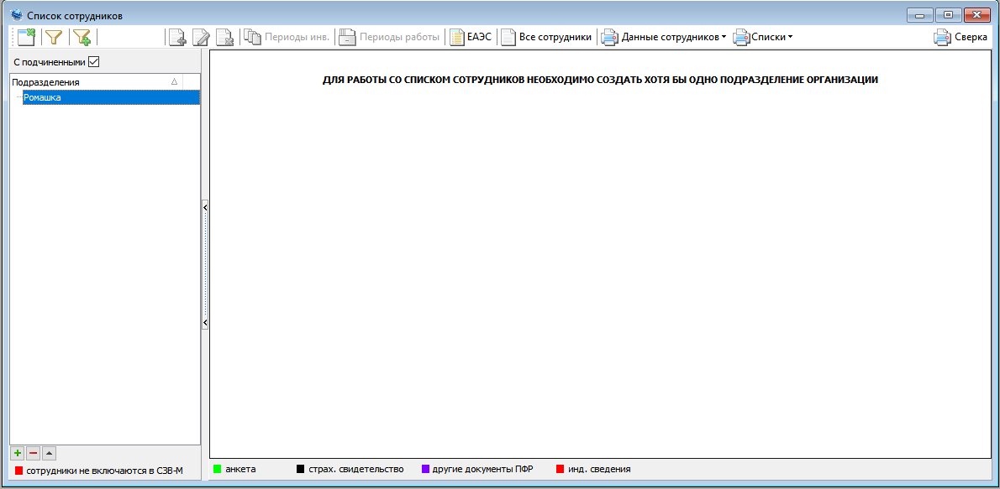 Список сотрудников
Периоды инв. Периоды работы ЕАЭС Все сотрудники Данные сотрудников Списки Сверка
С подчиненными
Подразделения
Ромашка
ДЛЯ РАБОТЫ СО СПИСКОМ СОТРУДНИКОВ НЕОБХОДИМО СОЗДАТЬ ХОТЯ БЫ ОДНО ПОДРАЗДЕЛЕНИЕ ОРГАНИЗАЦИИ
сотрудники не включаются в СЗВ-М
анкета страх. свидетельство другие документы ПФР инд. сведения